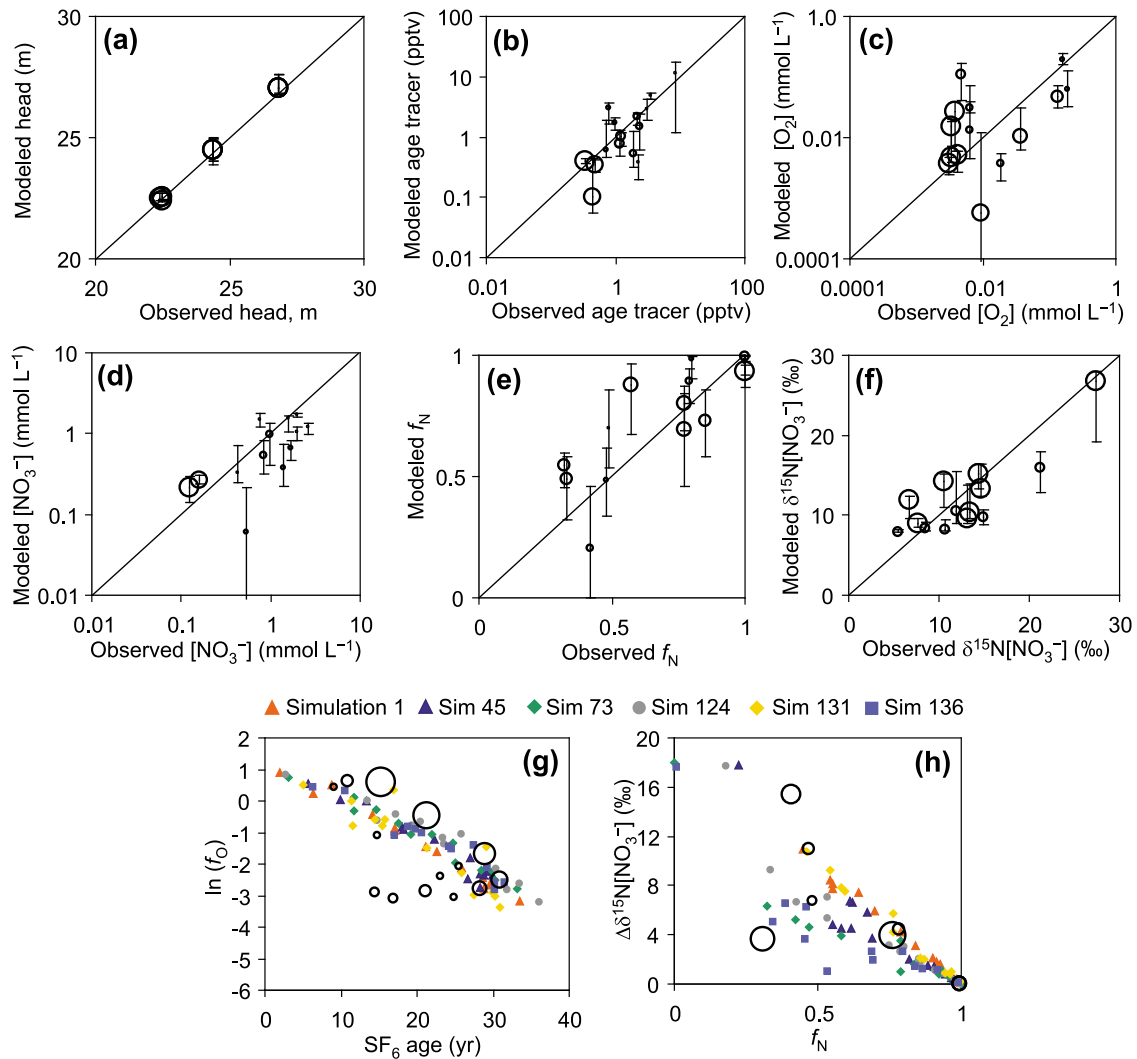 (a)
Modeled head (m)
30
25
20
20 25 30
Observed head, m
(b)
Modeled age tracer (pptv)
100
10
1
0.1
0.01
0.01 1 100
Observed age tracer (pptv)
(c)
Modeled [O₂] (mmol L⁻¹)
1.0
0.01
0.0001
0.0001 0.01 1
Observed [O₂] (mmol L⁻¹)
(d)
Modeled [NO₃⁻] (mmol L⁻¹)
10
1
0.1
0.01
0.01 0.1 1 10
Observed [NO₃⁻] (mmol L⁻¹)
(e)
Modeled fN
1
0.5
0
0 0.5 1
Observed fN
(f)
Modeled δ¹⁵N[NO₃⁻] (‰)
30
20
10
0
0 10 20 30
Observed δ¹⁵N[NO₃⁻] (‰)
Simulation 1 Sim 45 Sim 73 Sim 124 Sim 131 Sim 136
(g)
ln (fO)
2
1
0
-1
-2
-3
-4
-5
-6
0 10 20 30 40
SF₆ age (yr)
(h)
Δδ¹⁵N[NO₃⁻] (‰)
18
16
12
8
4
0
0 0.5 1
fN